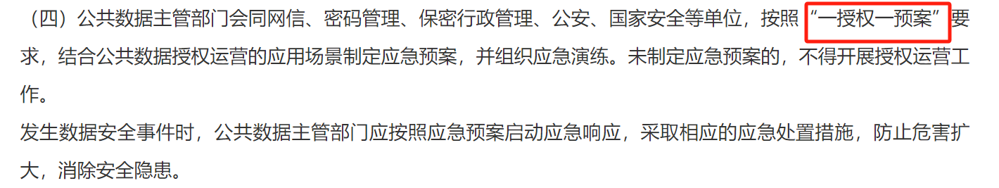 （四）公共数据主管部门会同网信、密码管理、保密行政管理、公安、国家安全等单位，按照“一授权一预案”要
求，结合公共数据授权运营的应用场景制定应急预案，并组织应急演练。未制定应急预案的，不得开展授权运营工
作。
发生数据安全事件时，公共数据主管部门应按照应急预案启动应急响应，采取相应的应急处置措施，防止危害扩
大，消除安全隐患。